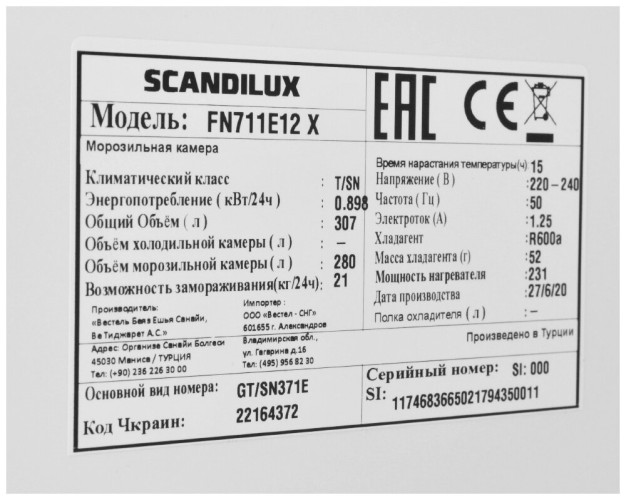 SCANDILUX
Модель: FN711E12 X
EAC CE
Морозильная камера
Климатический класс : T/SN
Энергопотребление ( кВт/24ч ) : 0.898
Общий Объём ( л ) : 307
Объём холодильной камеры ( л ) : –
Объём морозильной камеры ( л ) : 280
Возможность замораживания(кг/24ч): 21
Время нарастания температуры(ч): 15
Напряжение ( В ) :220-240
Частота ( Гц ) :50
Электроток (А) :1.25
Хладагент :R600a
Масса хладагента (г) :52
Мощность нагревателя :231
Дата производства :27/6/20
Полка охладителя ( л ) : –
Производитель:
«Вестель Беяз Ешья Санайи,
Ве Тиджарет А.С.»
Адрес: Организе Санайи Болгеси
45030 Маниса / ТУРЦИЯ
Тел: (+90) 236 226 30 00
Импортер :
ООО «Вестел - СНГ»
601655 г. Александров
Владимирская обл.,
ул. Гагарина д.16
Тел: (495) 956 82 30
Произведено в Турции
Основной вид номера: GT/SN371E
Код Чкраин: 22164372
Серийный номер: SI: 000
SI: 1174683665021794350011